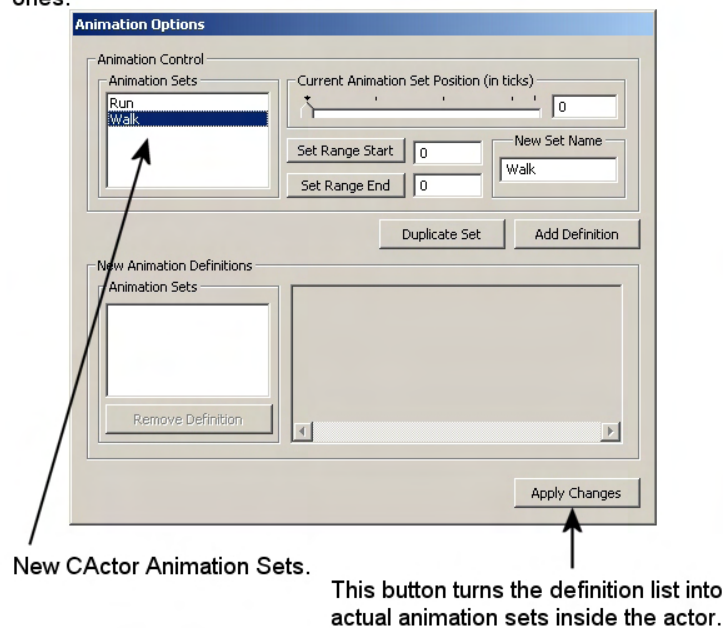 ones.
Animation Options
Animation Control
Animation Sets
Run
Walk
Current Animation Set Position (in ticks)
0
Set Range Start
0
Set Range End
0
New Set Name
Walk
Duplicate Set
Add Definition
New Animation Definitions
Animation Sets
Remove Definition
Apply Changes
New CActor Animation Sets.
This button turns the definition list into
actual animation sets inside the actor.